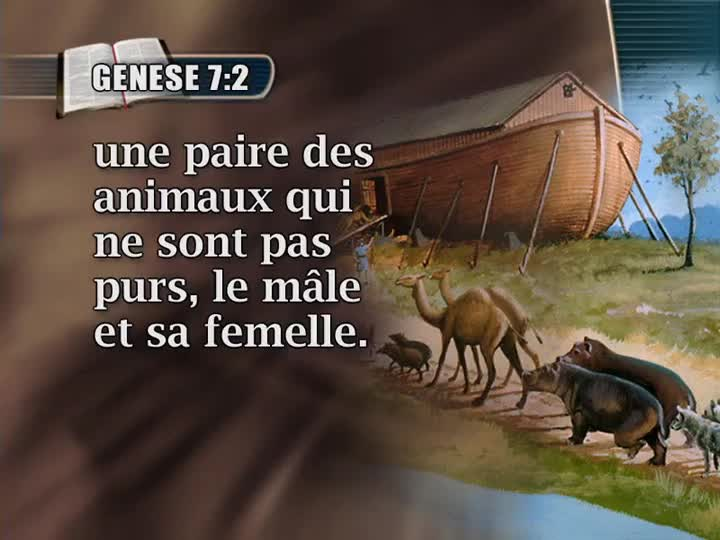 GENESE 7:2
une paire des
animaux qui
ne sont pas
purs, le mâle
et sa femelle.